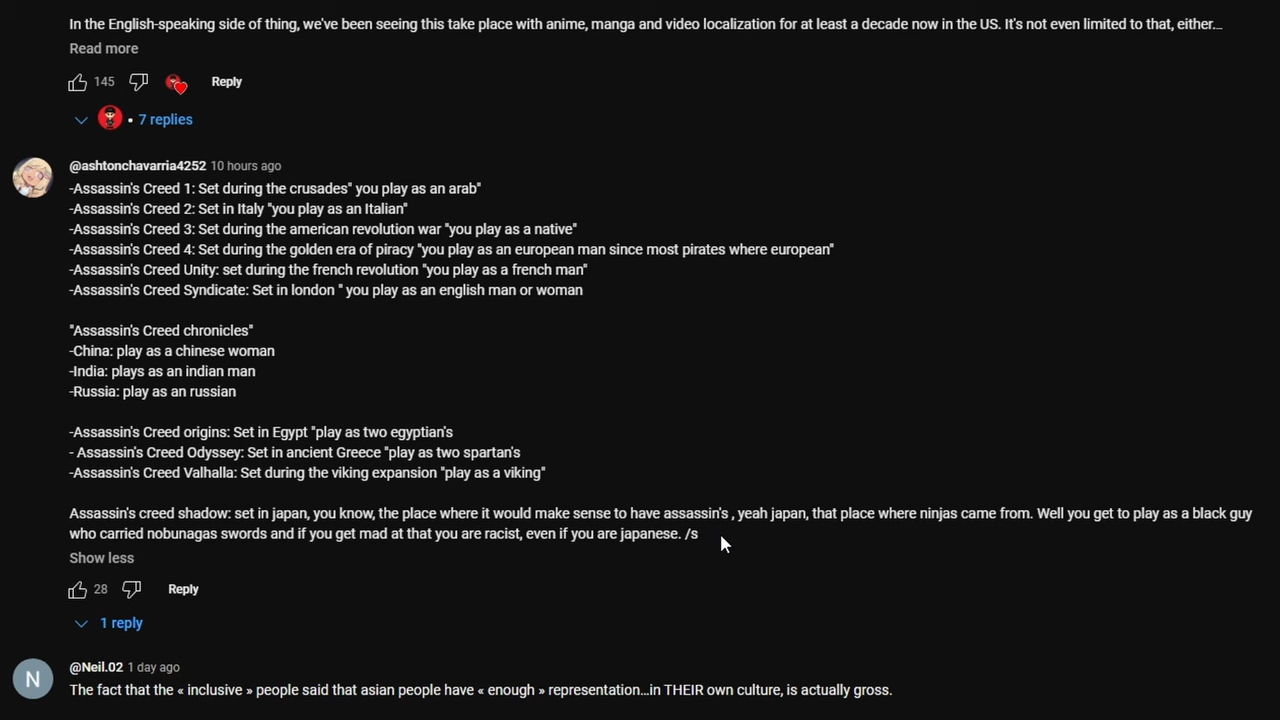 In the English-speaking side of thing, we've been seeing this take place with anime, manga and video localization for at least a decade now in the US. It's not even limited to that, either...
Read more
145 Reply
• 7 replies
@ashtonchavarria4252 10 hours ago
-Assassin's Creed 1: Set during the crusades" you play as an arab"
-Assassin's Creed 2: Set in Italy "you play as an Italian"
-Assassin's Creed 3: Set during the american revolution war "you play as a native"
-Assassin's Creed 4: Set during the golden era of piracy "you play as an european man since most pirates where european"
-Assassin's Creed Unity: set during the french revolution "you play as a french man"
-Assassin's Creed Syndicate: Set in london " you play as an english man or woman
"Assassin's Creed chronicles"
-China: play as a chinese woman
-India: plays as an indian man
-Russia: play as an russian
-Assassin's Creed origins: Set in Egypt "play as two egyptian's
- Assassin's Creed Odyssey: Set in ancient Greece "play as two spartan's
-Assassin's Creed Valhalla: Set during the viking expansion "play as a viking"
Assassin's creed shadow: set in japan, you know, the place where it would make sense to have assassin's , yeah japan, that place where ninjas came from. Well you get to play as a black guy
who carried nobunagas swords and if you get mad at that you are racist, even if you are japanese. /s
Show less
28 Reply
1 reply
N
@Neil.02 1 day ago
The fact that the « inclusive » people said that asian people have « enough » representation...in THEIR own culture, is actually gross.